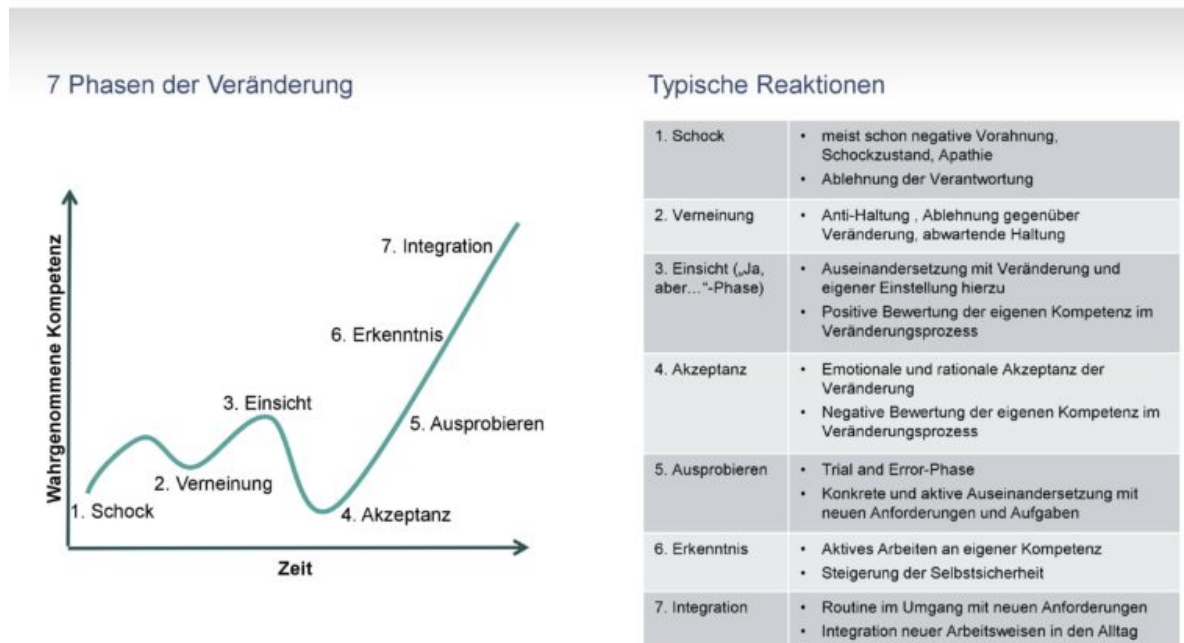 7 Phasen der Veränderung
Wahrgenommene Kompetenz
7. Integration
6. Erkenntnis
3. Einsicht
5. Ausprobieren
2. Verneinung
1. Schock
4. Akzeptanz
Zeit
Typische Reaktionen
1. Schock
• meist schon negative Vorahnung,
Schockzustand, Apathie
• Ablehnung der Verantwortung
2. Verneinung
• Anti-Haltung , Ablehnung gegenüber
Veränderung, abwartende Haltung
3. Einsicht („Ja,
aber…“-Phase)
• Auseinandersetzung mit Veränderung und
eigener Einstellung hierzu
• Positive Bewertung der eigenen Kompetenz im
Veränderungsprozess
4. Akzeptanz
• Emotionale und rationale Akzeptanz der
Veränderung
• Negative Bewertung der eigenen Kompetenz im
Veränderungsprozess
5. Ausprobieren
• Trial and Error-Phase
• Konkrete und aktive Auseinandersetzung mit
neuen Anforderungen und Aufgaben
6. Erkenntnis
• Aktives Arbeiten an eigener Kompetenz
• Steigerung der Selbstsicherheit
7. Integration
• Routine im Umgang mit neuen Anforderungen
• Integration neuer Arbeitsweisen in den Alltag